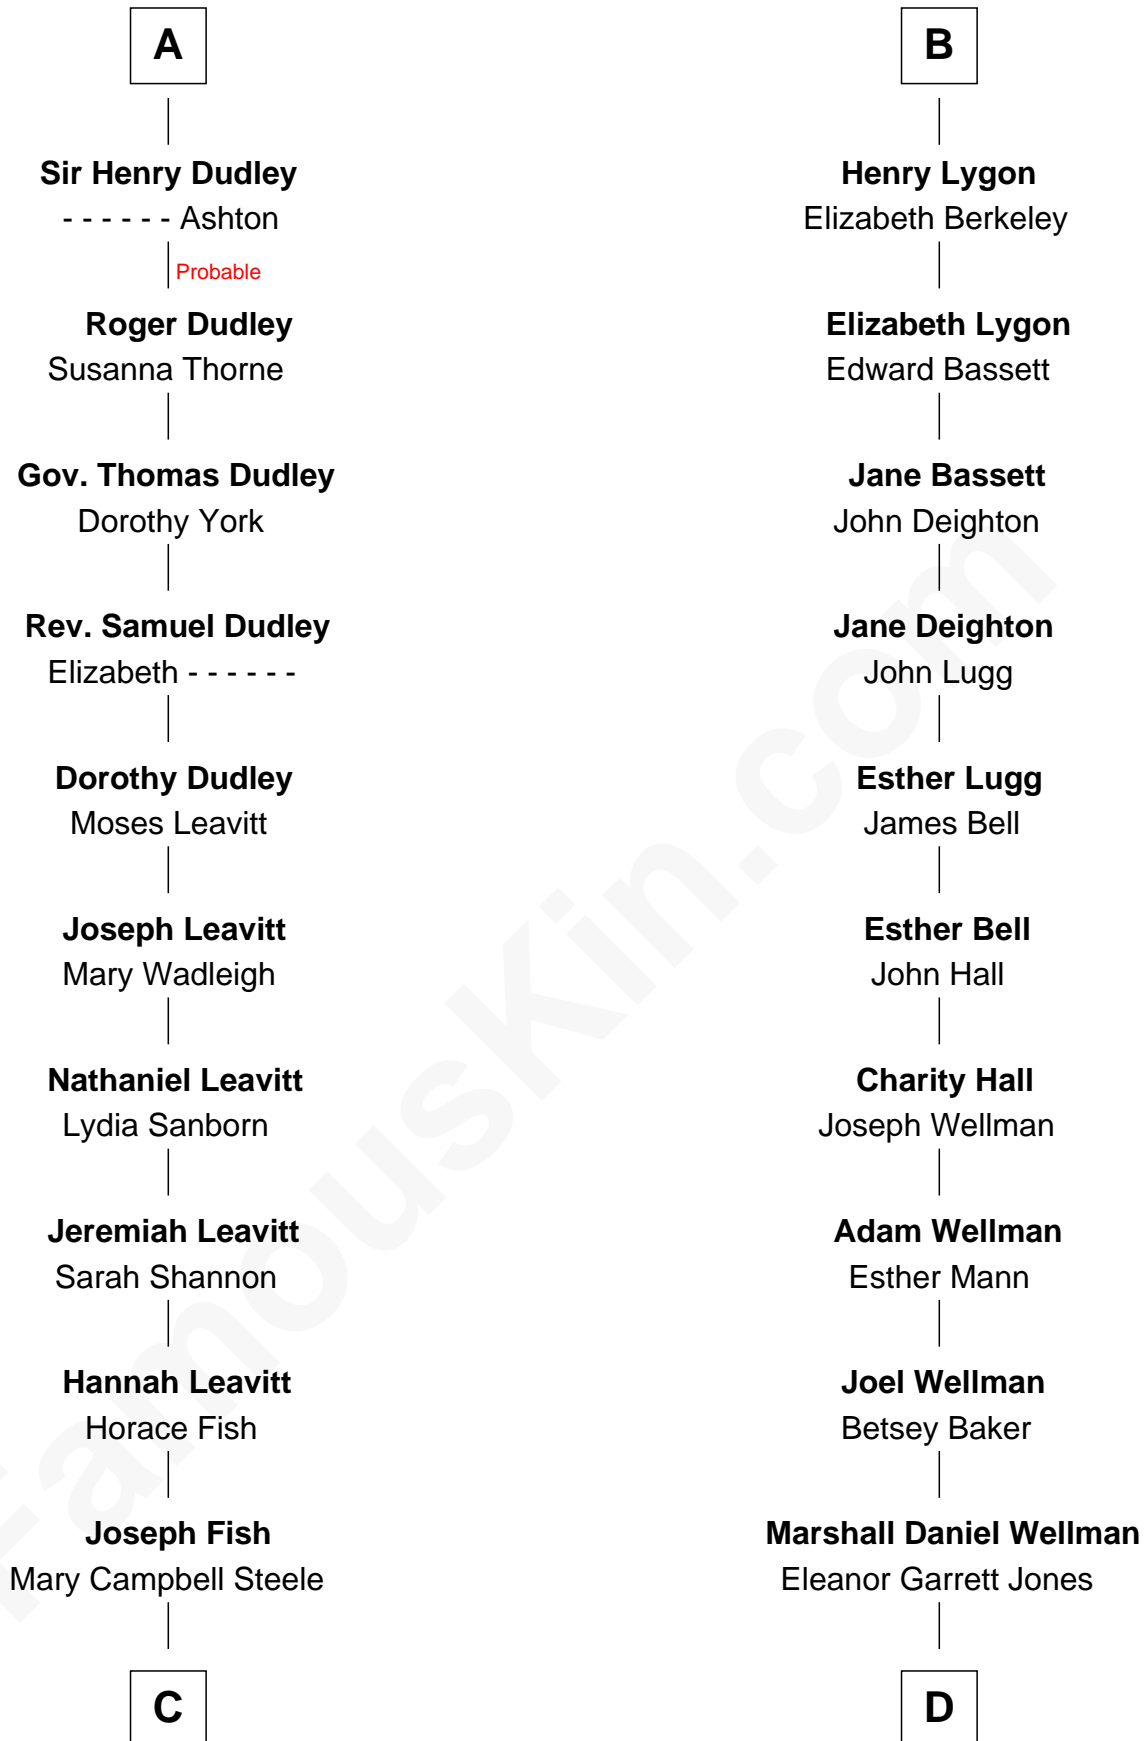 A
Sir Henry Dudley
- - - - - - Ashton
Probable
Roger Dudley
Susanna Thorne
Gov. Thomas Dudley
Dorothy York
Rev. Samuel Dudley
Elizabeth - - - - - -
Dorothy Dudley
Moses Leavitt
Joseph Leavitt
Mary Wadleigh
Nathaniel Leavitt
Lydia Sanborn
Jeremiah Leavitt
Sarah Shannon
Hannah Leavitt
Horace Fish
Joseph Fish
Mary Campbell Steele
C
B
Henry Lygon
Elizabeth Berkeley
Elizabeth Lygon
Edward Bassett
Jane Bassett
John Deighton
Jane Deighton
John Lugg
Esther Lugg
James Bell
Esther Bell
John Hall
Charity Hall
Joseph Wellman
Adam Wellman
Esther Mann
Joel Wellman
Betsey Baker
Marshall Daniel Wellman
Eleanor Garrett Jones
D
FamousKin.com